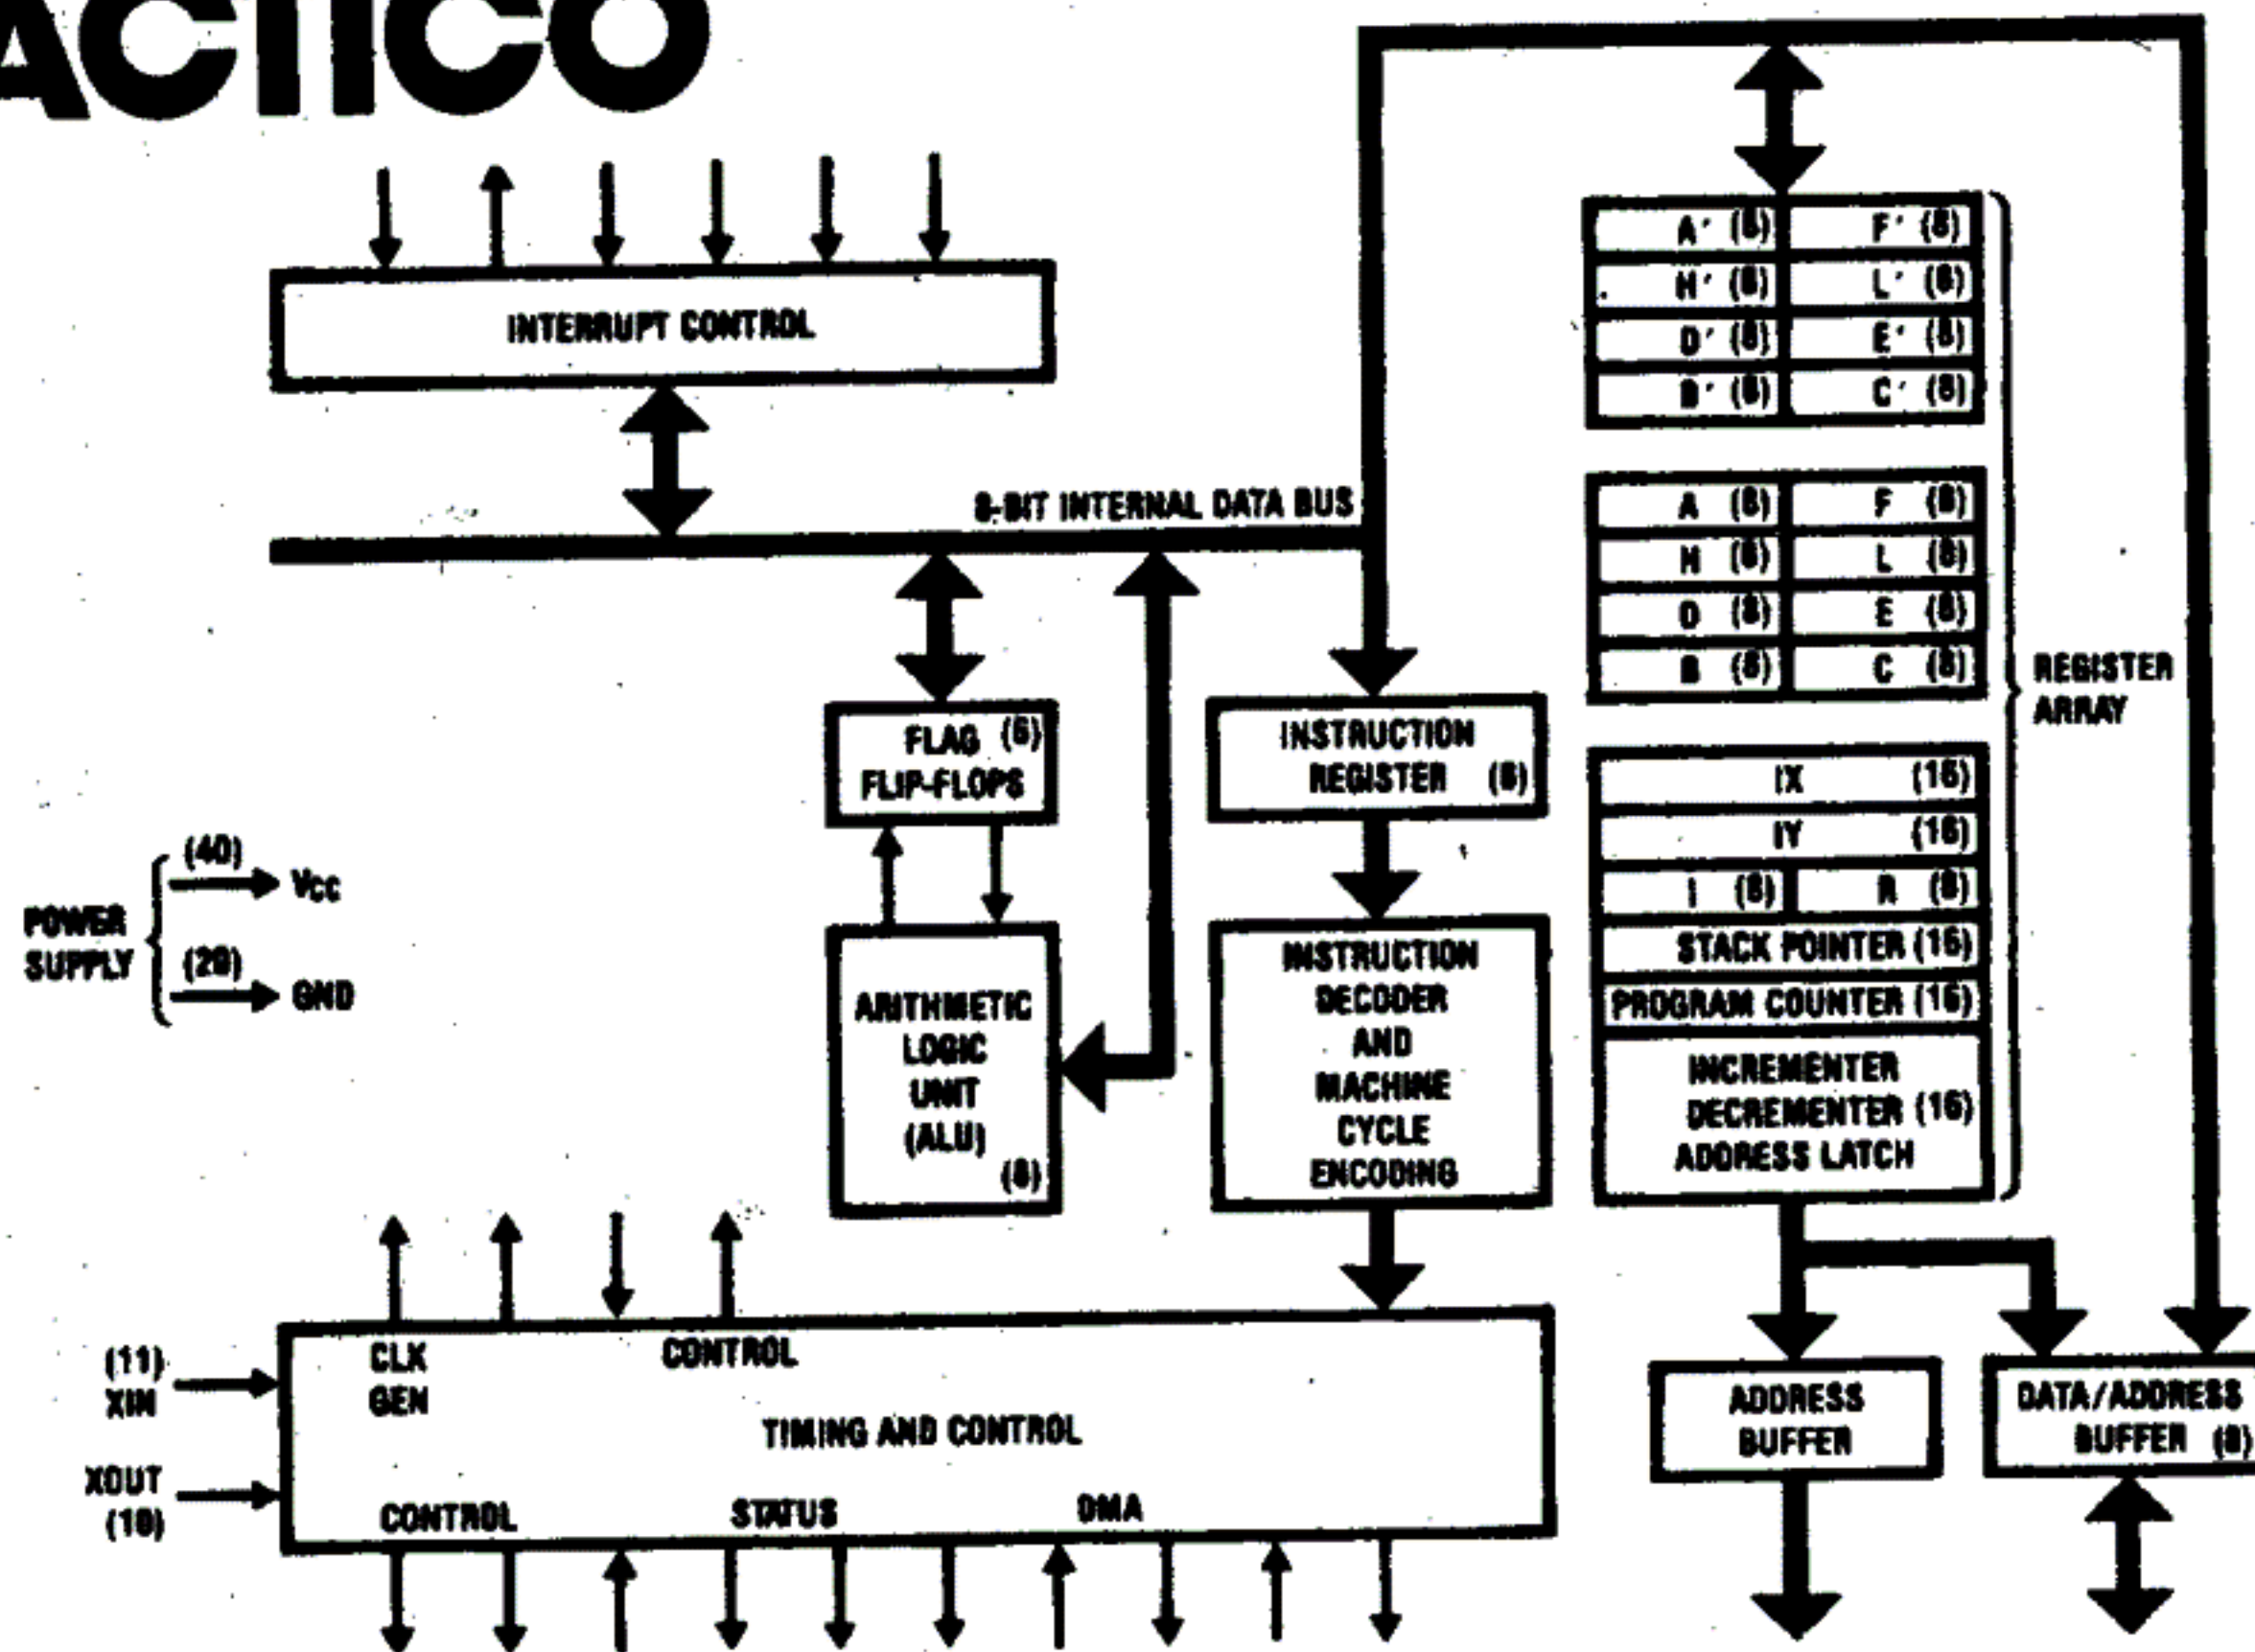 ACTICO
INTERRUPT CONTROL
8-BIT INTERNAL DATA BUS
A' (8) F' (8)
H' (8) L' (8)
D' (8) E' (8)
B' (8) C' (8)
A (8) F (8)
H (8) L (8)
D (8) E (8)
B (8) C (8)
REGISTER
ARRAY
IX (16)
IY (16)
I (8) R (8)
STACK POINTER (16)
PROGRAM COUNTER (16)
INCREMENTER
DECREMENTER (16)
ADDRESS LATCH
FLAG
FLIP-FLOPS
INSTRUCTION
REGISTER (8)
(40)
VCC
POWER
SUPPLY
(20)
GND
ARITHMETIC
LOGIC
UNIT
(ALU)
(8)
INSTRUCTION
DECODER
AND
MACHINE
CYCLE
ENCODING
(11)
XIN
XOUT
(10)
CLK
GEN
CONTROL
TIMING AND CONTROL
CONTROL
STATUS
DMA
ADDRESS
BUFFER
DATA/ADDRESS
BUFFER (8)